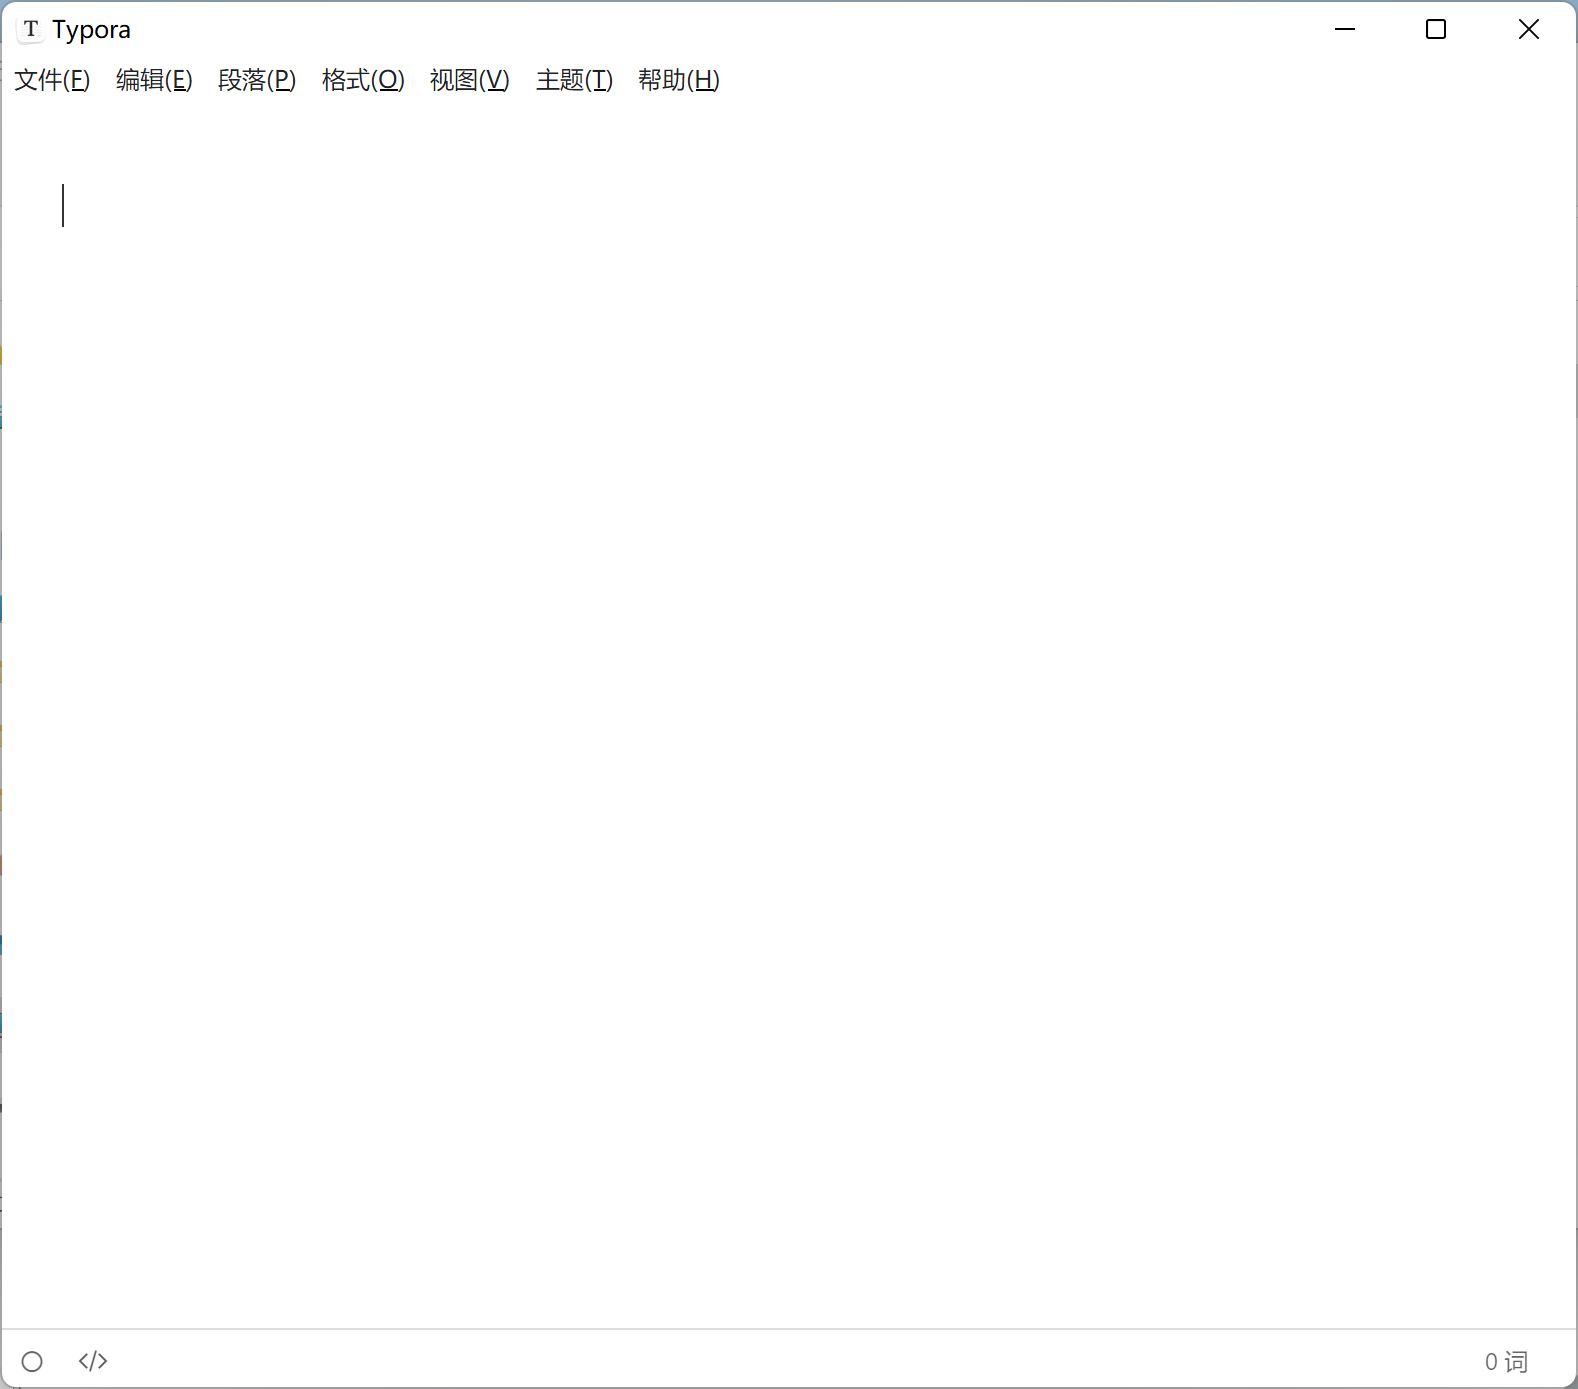 T Typora
文件(F) 编辑(E) 段落(P) 格式(O) 视图(V) 主题(T) 帮助(H)
</> 0 词